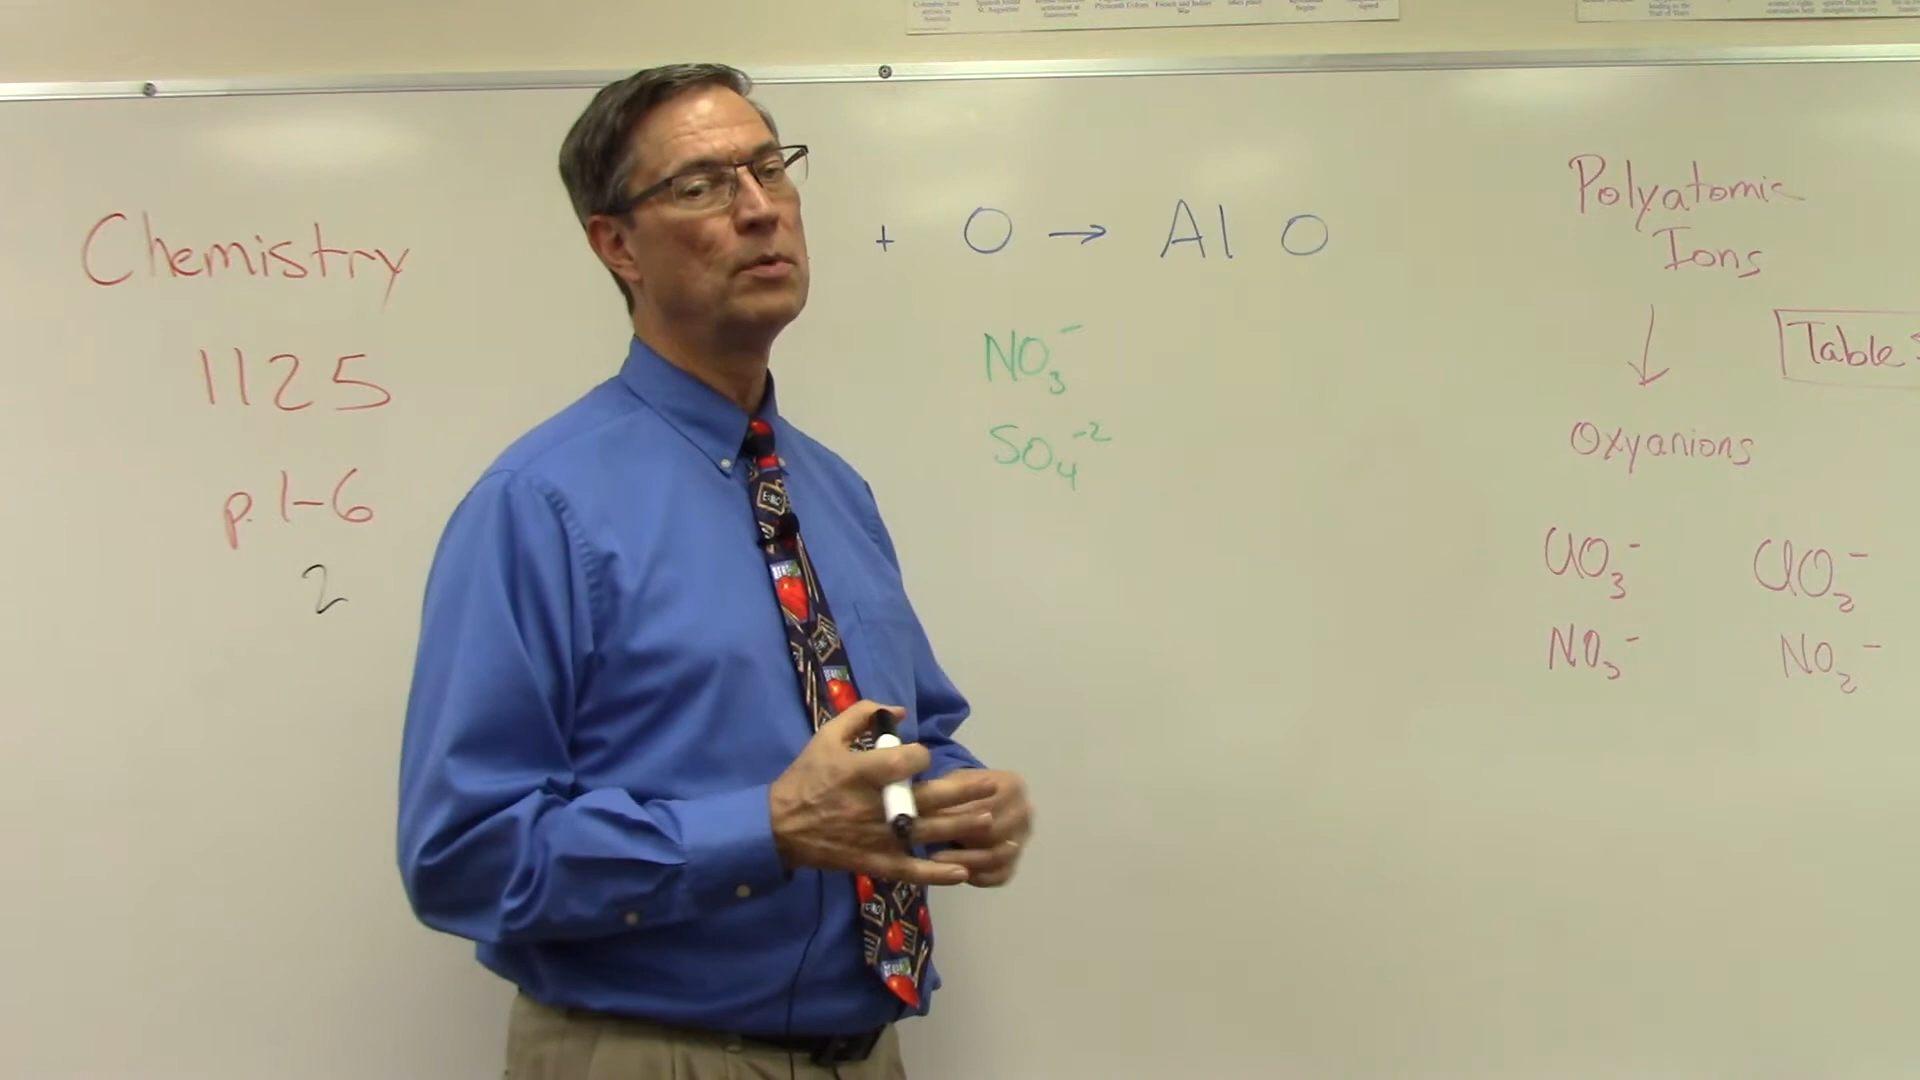 Chemistry
1125
p. 1-6
2
+ O → Al O
NO₃⁻
SO₄⁻²
Polyatomic
Ions
↓
Table
Oxyanions
ClO₃⁻ ClO₂⁻
NO₃⁻ NO₂⁻